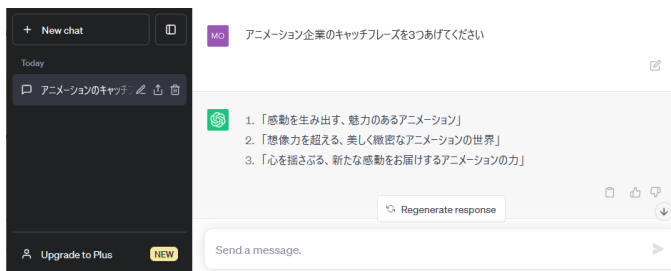 + New chat
Today
アニメーションのキャッチフ
Upgrade to Plus
NEW
MO
アニメーション企業のキャッチフレーズを3つあげてください
1. 「感動を生み出す、魅力のあるアニメーション」
2. 「想像力を超える、美しく緻密なアニメーションの世界」
3. 「心を揺さぶる、新たな感動をお届けするアニメーションの力」
Regenerate response
Send a message.